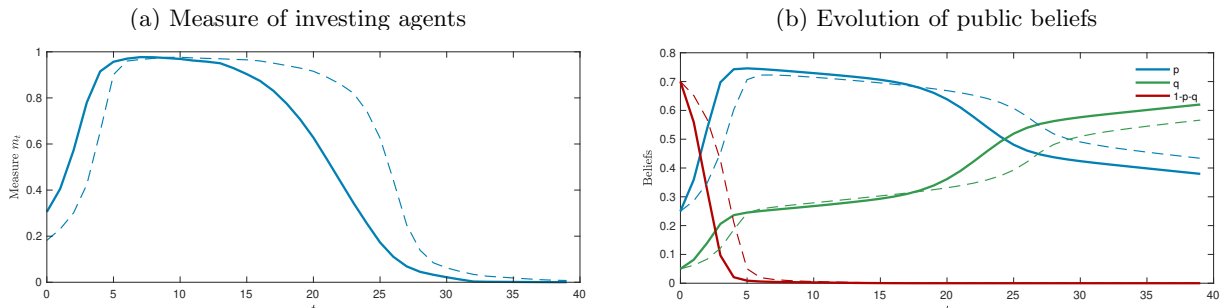 (a) Measure of investing agents
(b) Evolution of public beliefs
1
0.8
0.6
0.4
0.2
0
Measure mt
0 5 10 15 20 25 30 35 40
t
0.8
0.7
0.6
0.5
0.4
0.3
0.2
0.1
0
Beliefs
p
q
1-p-q
0 5 10 15 20 25 30 35 40